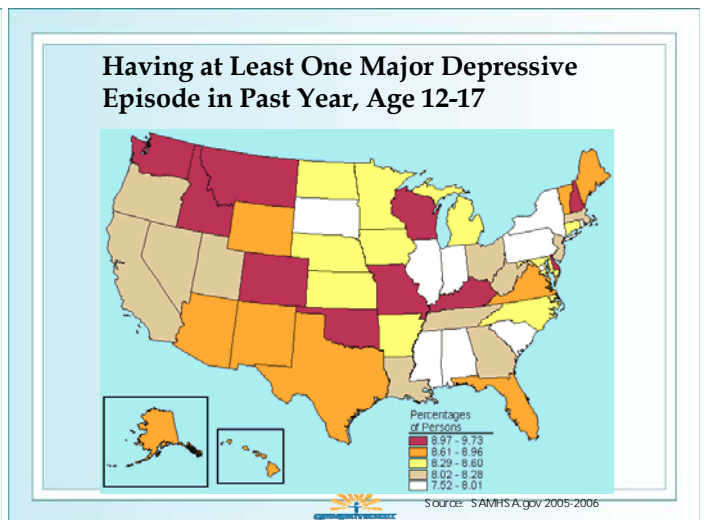 Having at Least One Major Depressive
Episode in Past Year, Age 12-17
Percentages
of Persons
8.97 - 9.73
8.61 - 8.96
8.29 - 8.60
8.02 - 8.28
7.52 - 8.01
Source: SAMHSA.gov 2005-2006